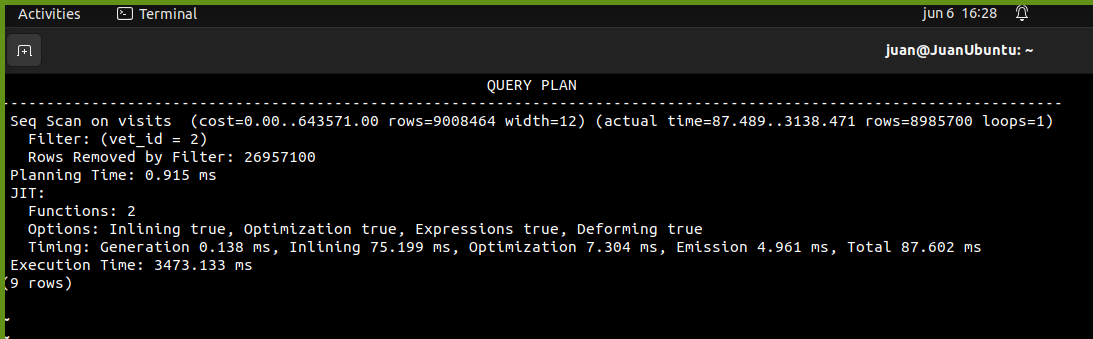 Activities Terminal jun 6 16:28
juan@JuanUbuntu: ~
QUERY PLAN
---------------------------------------------------------------------------------------------------------------------
Seq Scan on visits  (cost=0.00..643571.00 rows=9008464 width=12) (actual time=87.489..3138.471 rows=8985700 loops=1)
  Filter: (vet_id = 2)
  Rows Removed by Filter: 26957100
Planning Time: 0.915 ms
JIT:
  Functions: 2
  Options: Inlining true, Optimization true, Expressions true, Deforming true
  Timing: Generation 0.138 ms, Inlining 75.199 ms, Optimization 7.304 ms, Emission 4.961 ms, Total 87.602 ms
Execution Time: 3473.133 ms
(9 rows)
~
~